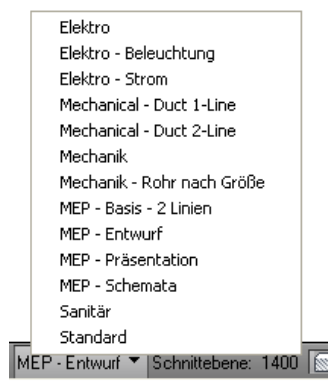 Elektro
Elektro - Beleuchtung
Elektro - Strom
Mechanical - Duct 1-Line
Mechanical - Duct 2-Line
Mechanik
Mechanik - Rohr nach Größe
MEP - Basis - 2 Linien
MEP - Entwurf
MEP - Präsentation
MEP - Schemata
Sanitär
Standard
MEP - Entwurf Schnittebene: 1400